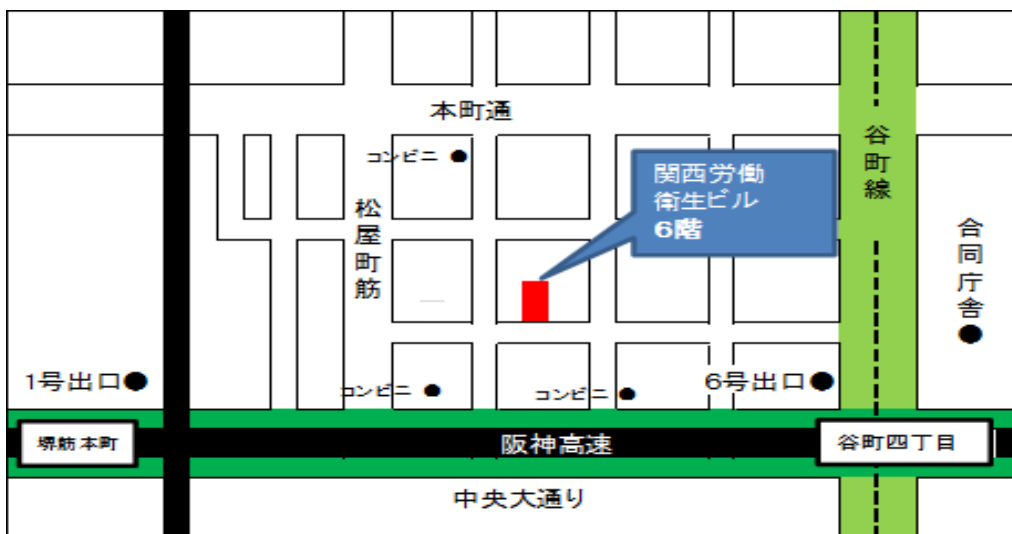 本町通
コンビニ
谷町線
関西労働
衛生ビル
6階
松屋町筋
合同庁舎
1号出口
コンビニ
コンビニ
6号出口
堺筋本町
阪神高速
谷町四丁目
中央大通り